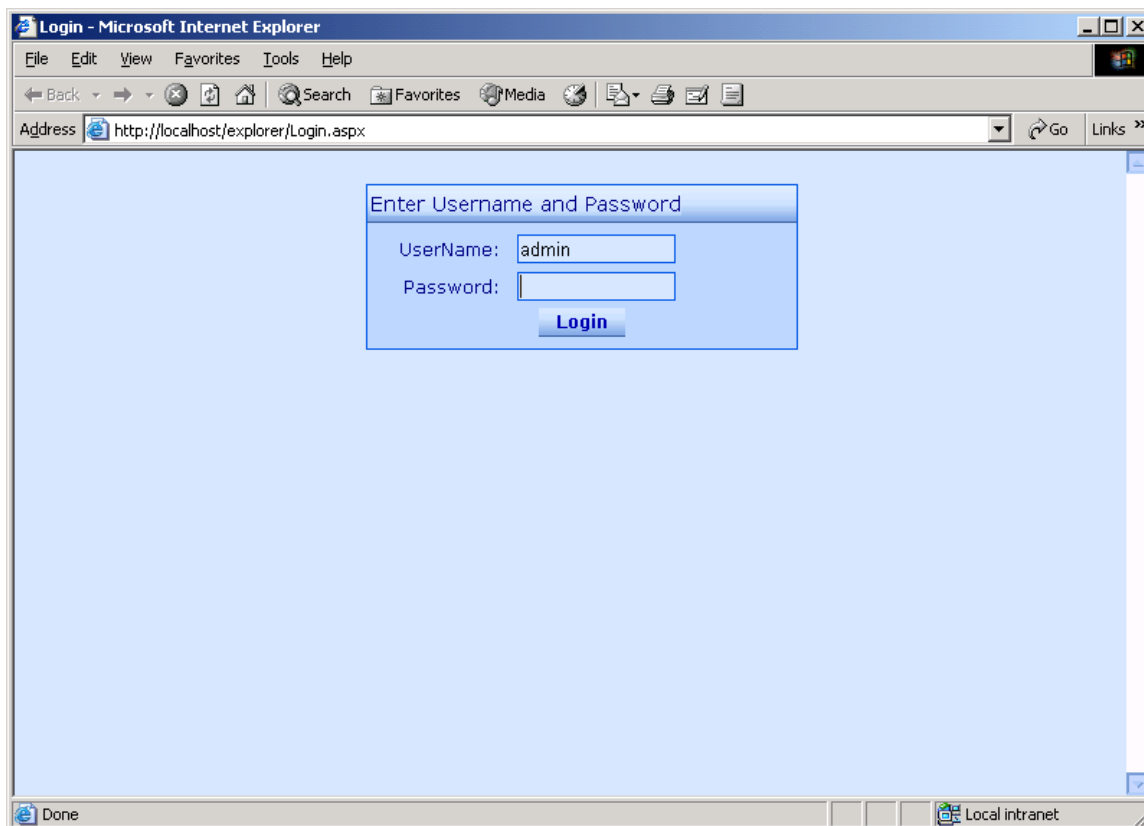 Login - Microsoft Internet Explorer
File Edit View Favorites Tools Help
Back Search Favorites Media
Address http://localhost/explorer/Login.aspx Go Links »
Enter Username and Password
UserName: admin
Password:
Login
Done Local intranet